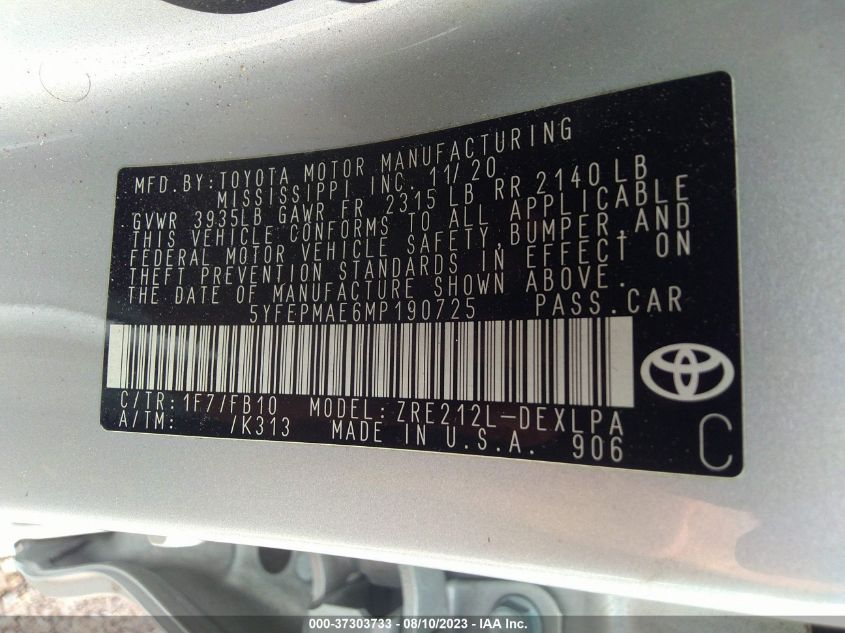 MFD. BY: TOYOTA MOTOR MANUFACTURING
MISSISSIPPI INC. 11/20
GVWR 3935LB GAWR FR 2315 LB RR 2140 LB
THIS VEHICLE CONFORMS TO ALL APPLICABLE
FEDERAL MOTOR VEHICLE SAFETY, BUMPER, AND
THEFT PREVENTION STANDARDS IN EFFECT ON
THE DATE OF MANUFACTURING SHOWN ABOVE.
5YFEPMAE6MP190725 PASS. CAR
C/TR: 1F7/FB10 MODEL: ZRE212L-DEXLPA
A/TM: /K313 MADE IN U.S.A. 906
C
000-37303733 - 08/10/2023 - IAA Inc.